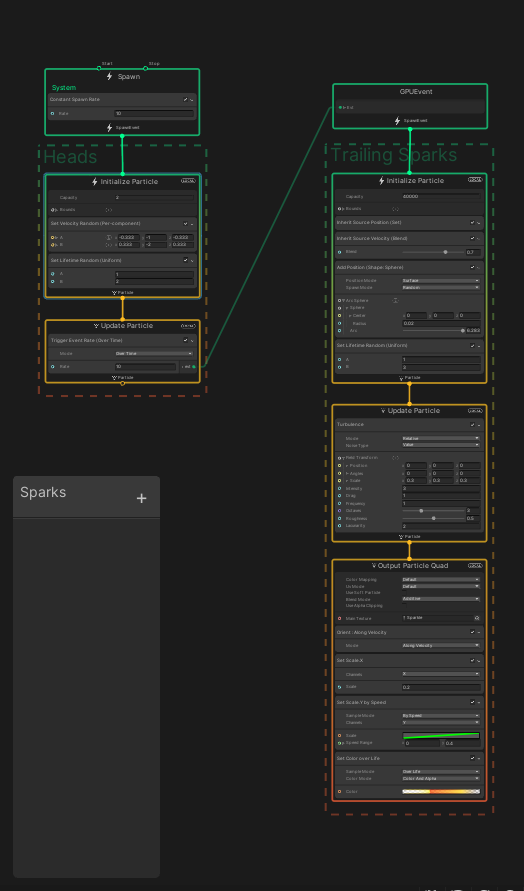 Start Stop
Spawn
System
Constant Spawn Rate
Rate 10
SpawnEvent
Heads
Initialize Particle LOCAL
Capacity 2
Bounds
Set Velocity Random (Per-component)
A X -0.333 Y -1 Z -0.333
B X 0.333 Y -2 Z 0.333
Set Lifetime Random (Uniform)
A 1
B 3
Particle
Update Particle LOCAL
Trigger Event Rate (Over Time)
Mode Over Time
Rate 10
Particle
Sparks +
GPUEvent
SpawnEvent
Trailing Sparks
Initialize Particle LOCAL
Capacity 40000
Bounds
Inherit Source Position (Set)
Inherit Source Velocity (Blend)
Blend 0.7
Add Position (Shape: Sphere)
Position Mode Surface
Spawn Mode Random
Arc Sphere
Sphere
Center X 0 Y 0 Z 0
Radius 0.02
Arc 6.283
Set Lifetime Random (Uniform)
A 1
B 3
Particle
Update Particle LOCAL
Turbulence
Mode Relative
Noise Type Value
Field Transform
Position X 0 Y 0 Z 0
Angles X 0 Y 0 Z 0
Scale X 0.3 Y 0.3 Z 0.3
Intensity 3
Drag 1
Frequency 1
Octaves 3
Roughness 0.5
Lacunarity 2
Particle
Output Particle Quad LOCAL
Color Mapping Default
Uv Mode Default
Use Soft Particle
Blend Mode Additive
Use Alpha Clipping
Main Texture Sparkle
Orient : Along Velocity
Mode Along Velocity
Set Scale.X
Channels X
Scale 0.2
Set Scale.Y by Speed
Sample Mode By Speed
Channels Y
Scale
Speed Range
Set Color over Life
Sample Mode Over Life
Color Mode Color And Alpha
Color